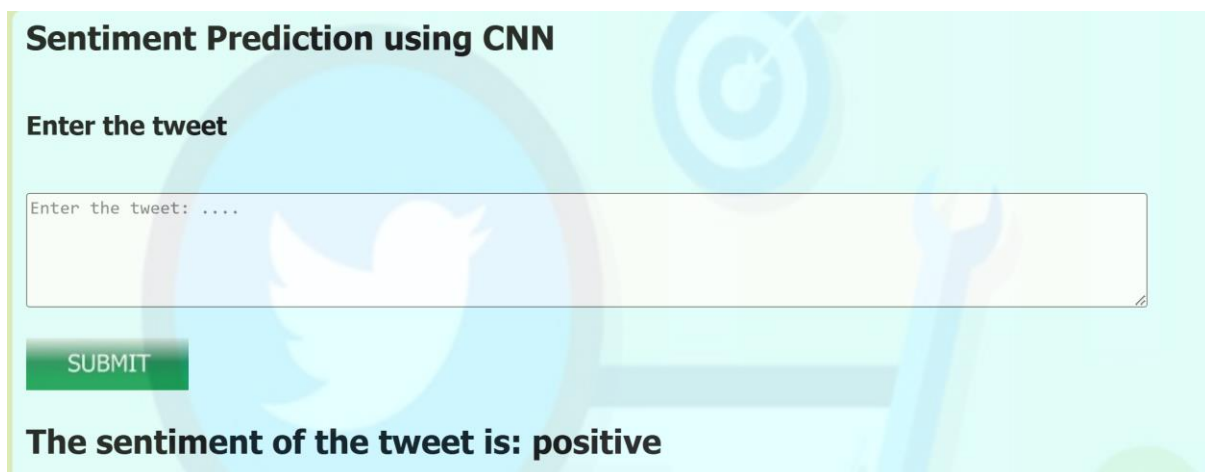 Sentiment Prediction using CNN
Enter the tweet
Enter the tweet: ....
SUBMIT
The sentiment of the tweet is: positive